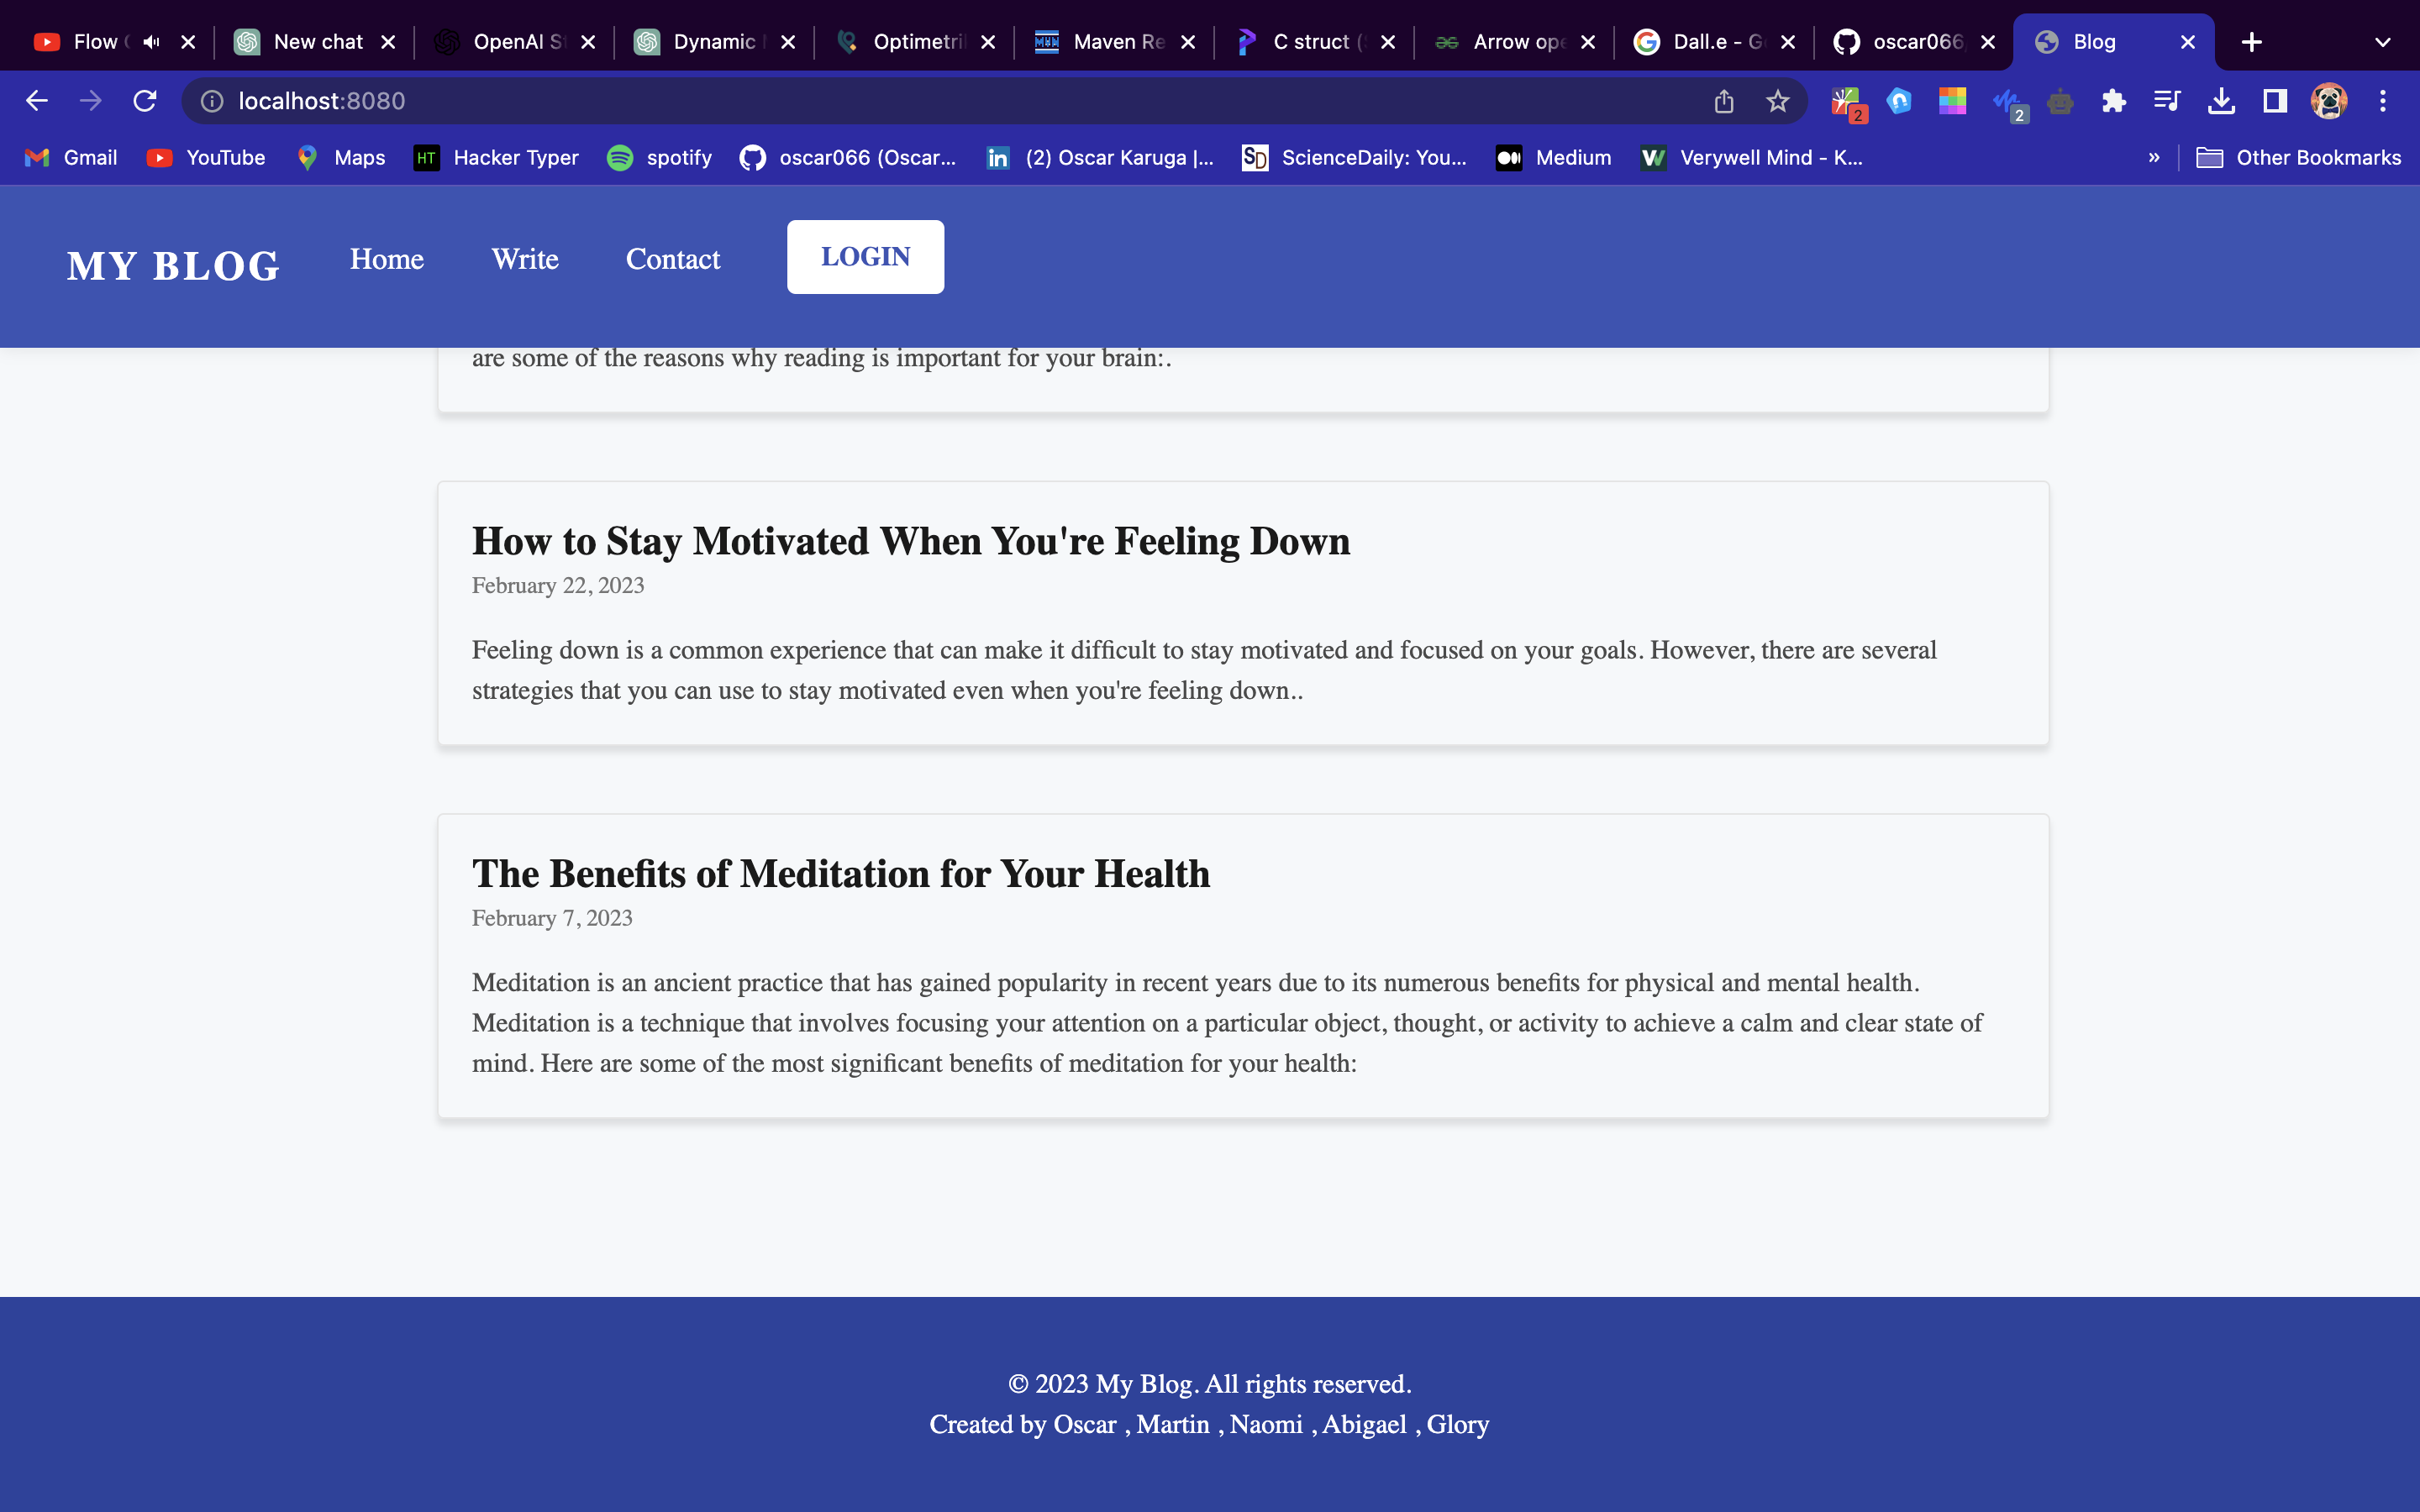 Flow
New chat
OpenAI S
Dynamic
Optimetri
Maven Re
C struct (
Arrow ope
Dall.e - G
oscar066
Blog
localhost:8080
2
2
Gmail
YouTube
Maps
HT
Hacker Typer
spotify
oscar066 (Oscar...
in
(2) Oscar Karuga |...
SD
ScienceDaily: You...
Medium
Verywell Mind - K...
»
Other Bookmarks
MY BLOG
Home
Write
Contact
LOGIN
are some of the reasons why reading is important for your brain:.
How to Stay Motivated When You're Feeling Down
February 22, 2023
Feeling down is a common experience that can make it difficult to stay motivated and focused on your goals. However, there are several
strategies that you can use to stay motivated even when you're feeling down..
The Benefits of Meditation for Your Health
February 7, 2023
Meditation is an ancient practice that has gained popularity in recent years due to its numerous benefits for physical and mental health.
Meditation is a technique that involves focusing your attention on a particular object, thought, or activity to achieve a calm and clear state of
mind. Here are some of the most significant benefits of meditation for your health:
© 2023 My Blog. All rights reserved.
Created by Oscar , Martin , Naomi , Abigael , Glory